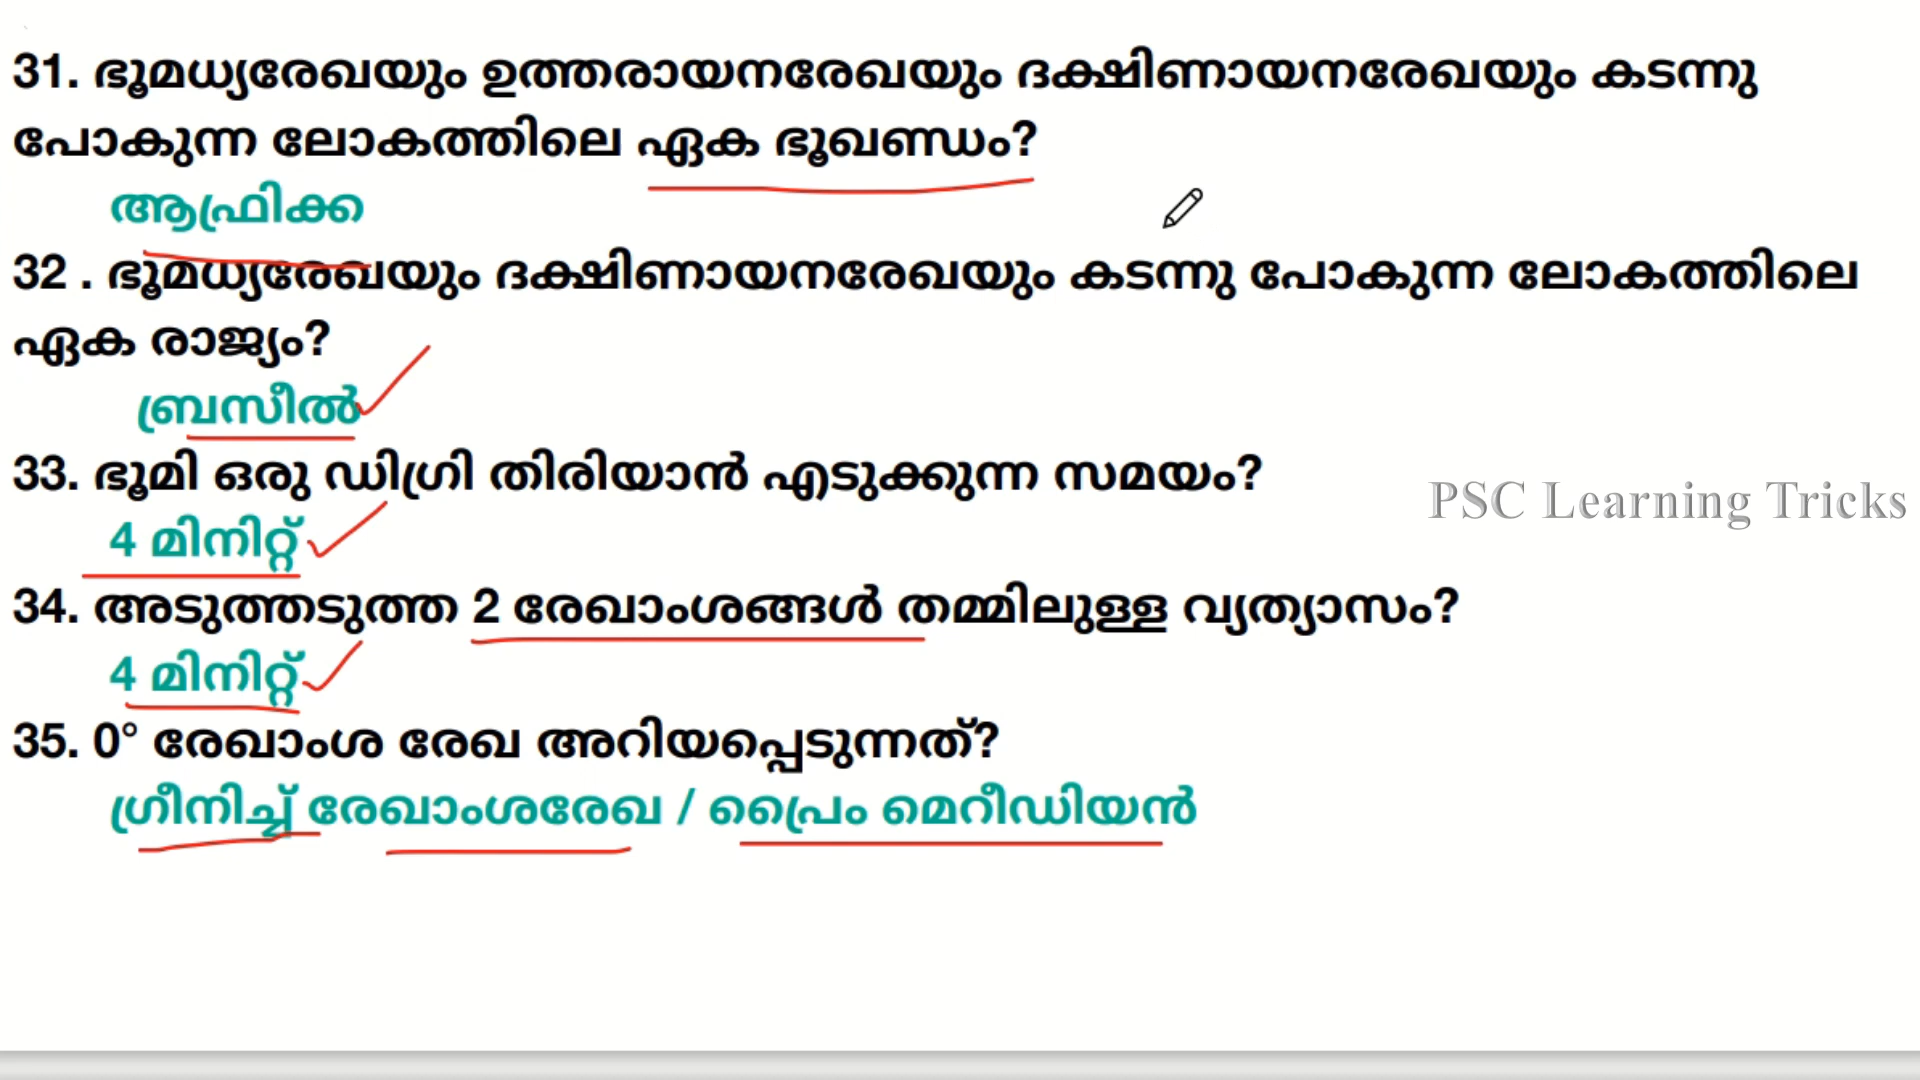 31. ഭൂമധ്യരേഖയും ഉത്തരായനരേഖയും ദക്ഷിണായനരേഖയും കടന്നു
പോകുന്ന ലോകത്തിലെ ഏക ഭൂഖണ്ഡം?
ആഫ്രിക്ക
32 . ഭൂമധ്യരേഖയും ദക്ഷിണായനരേഖയും കടന്നു പോകുന്ന ലോകത്തിലെ
ഏക രാജ്യം?
ബ്രസീൽ
33. ഭൂമി ഒരു ഡിഗ്രി തിരിയാൻ എടുക്കുന്ന സമയം?
4 മിനിറ്റ്
34. അടുത്തടുത്ത 2 രേഖാംശങ്ങൾ തമ്മിലുള്ള വ്യത്യാസം?
4 മിനിറ്റ്
35. 0° രേഖാംശ രേഖ അറിയപ്പെടുന്നത്?
ഗ്രീനിച്ച് രേഖാംശരേഖ / പ്രൈം മെറീഡിയൻ
PSC Learning Tricks